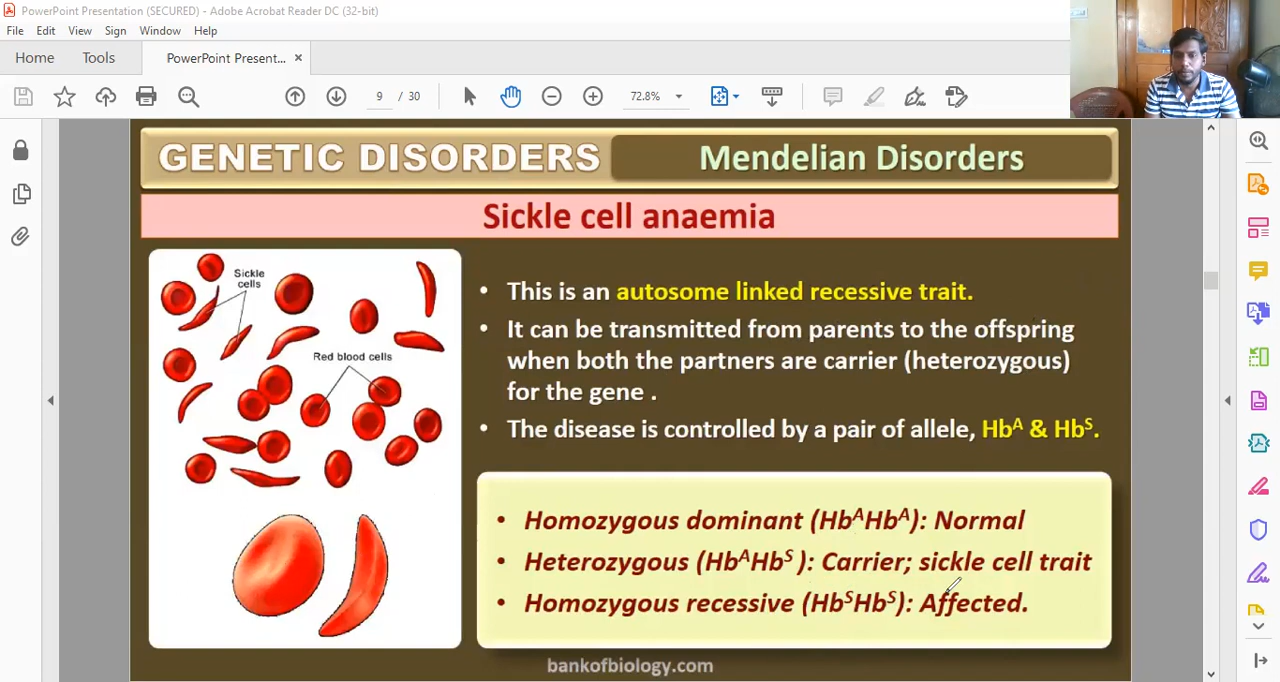 PowerPoint Presentation (SECURED) - Adobe Acrobat Reader DC (32-bit)
File Edit View Sign Window Help
Home Tools PowerPoint Present... ×
9 / 30 72.8%
GENETIC DISORDERS Mendelian Disorders
Sickle cell anaemia
Sickle
cells
Red blood cells
• This is an autosome linked recessive trait.
• It can be transmitted from parents to the offspring
when both the partners are carrier (heterozygous)
for the gene .
• The disease is controlled by a pair of allele, Hbᴬ & Hbˢ.
• Homozygous dominant (HbᴬHbᴬ): Normal
• Heterozygous (HbᴬHbˢ ): Carrier; sickle cell trait
• Homozygous recessive (HbˢHbˢ): Affected.
bankofbiology.com